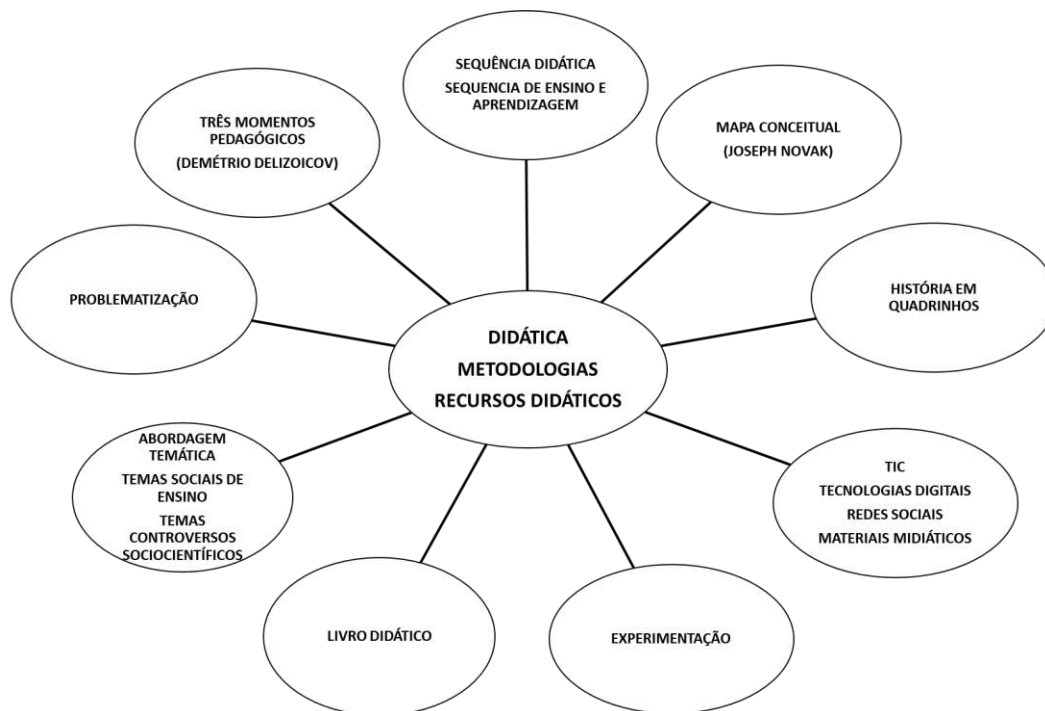 SEQUÊNCIA DIDÁTICA
SEQUENCIA DE ENSINO E
APRENDIZAGEM
TRÊS MOMENTOS
PEDAGÓGICOS
(DEMÉTRIO DELIZOICOV)
MAPA CONCEITUAL
(JOSEPH NOVAK)
PROBLEMATIZAÇÃO
HISTÓRIA EM
QUADRINHOS
DIDÁTICA
METODOLOGIAS
RECURSOS DIDÁTICOS
ABORDAGEM
TEMÁTICA
TEMAS SOCIAIS DE
ENSINO
TEMAS
CONTROVERSOS
SOCIOCIENTÍFICOS
TIC
TECNOLOGIAS DIGITAIS
REDES SOCIAIS
MATERIAIS MIDIÁTICOS
LIVRO DIDÁTICO
EXPERIMENTAÇÃO